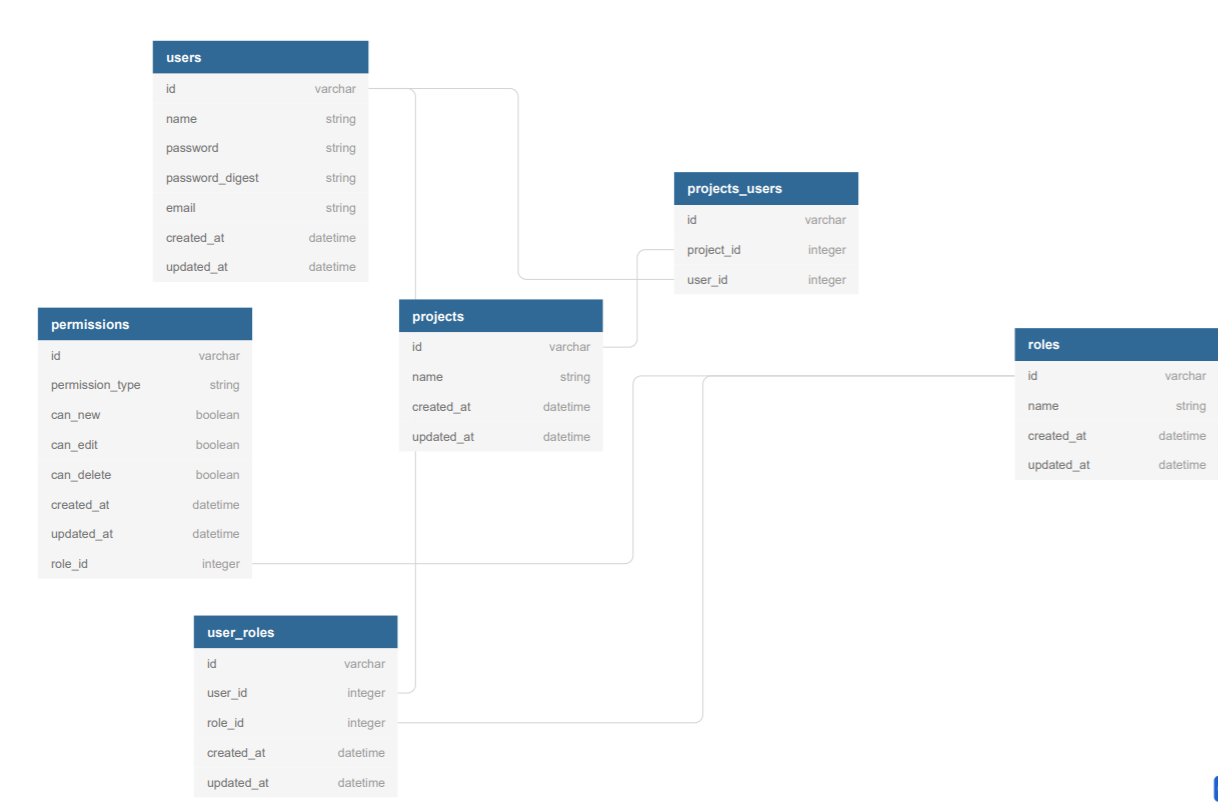 users
id varchar
name string
password string
password_digest string
email string
created_at datetime
updated_at datetime
projects_users
id varchar
project_id integer
user_id integer
projects
id varchar
name string
created_at datetime
updated_at datetime
permissions
id varchar
permission_type string
can_new boolean
can_edit boolean
can_delete boolean
created_at datetime
updated_at datetime
role_id integer
roles
id varchar
name string
created_at datetime
updated_at datetime
user_roles
id varchar
user_id integer
role_id integer
created_at datetime
updated_at datetime